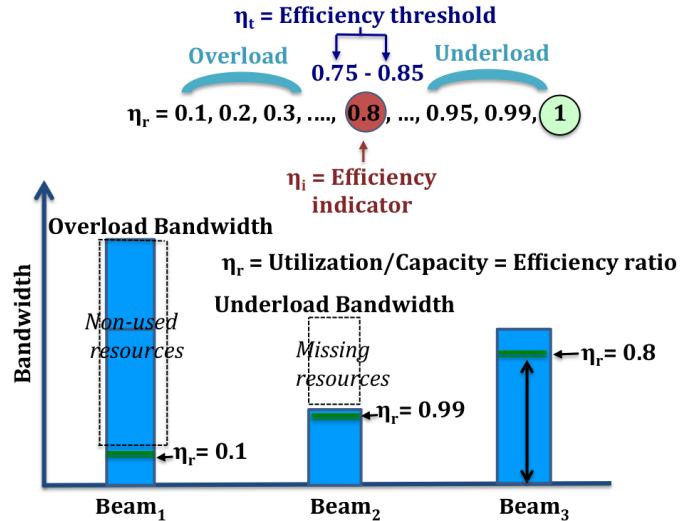 ηt = Efficiency threshold
Overload
Underload
0.75 - 0.85
ηr = 0.1, 0.2, 0.3, ...., 0.8, ..., 0.95, 0.99, 1
ηi = Efficiency
indicator
Overload Bandwidth
ηr = Utilization/Capacity = Efficiency ratio
Underload Bandwidth
Non-used
resources
Missing
resources
ηr= 0.8
ηr= 0.99
ηr= 0.1
Bandwidth
Beam1
Beam2
Beam3